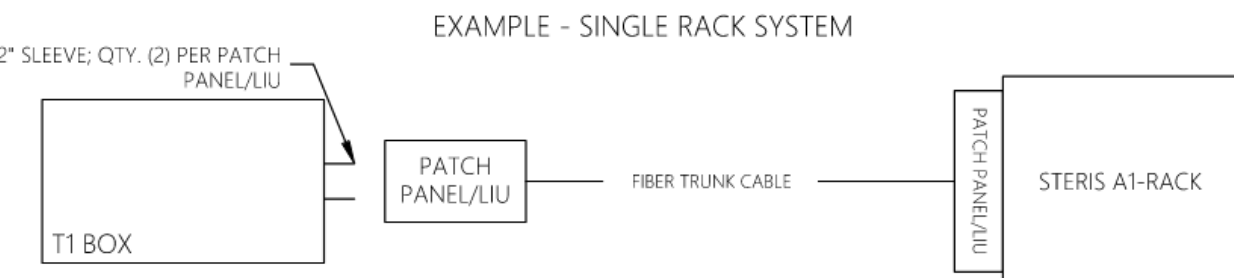 EXAMPLE - SINGLE RACK SYSTEM
2" SLEEVE; QTY. (2) PER PATCH
PANEL/LIU
T1 BOX
PATCH
PANEL/LIU
FIBER TRUNK CABLE
PATCH PANEL/LIU
STERIS A1-RACK